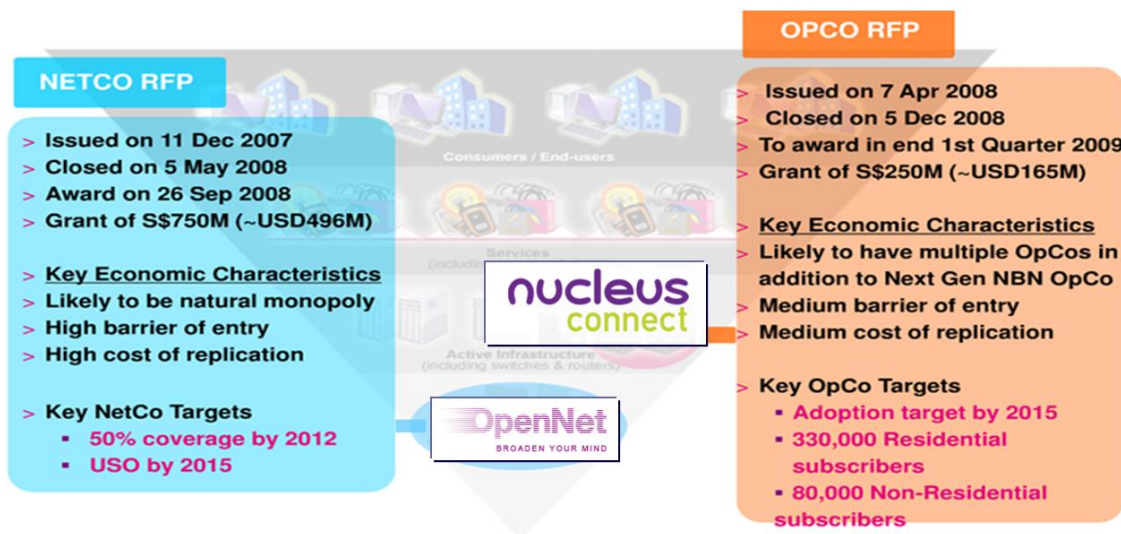 NETCO RFP
> Issued on 11 Dec 2007
> Closed on 5 May 2008
> Award on 26 Sep 2008
> Grant of S$750M (~USD496M)
> Key Economic Characteristics
> Likely to be natural monopoly
> High barrier of entry
> High cost of replication
> Key NetCo Targets
▪ 50% coverage by 2012
▪ USO by 2015
Consumers / End-users
Services
(including
nucleus
connect
Active Infrastructure
(including switches & routers)
OpenNet
BROADEN YOUR MIND
OPCO RFP
> Issued on 7 Apr 2008
> Closed on 5 Dec 2008
> To award in end 1st Quarter 2009
> Grant of S$250M (~USD165M)
> Key Economic Characteristics
> Likely to have multiple OpCos in
addition to Next Gen NBN OpCo
> Medium barrier of entry
> Medium cost of replication
> Key OpCo Targets
▪ Adoption target by 2015
▪ 330,000 Residential
subscribers
▪ 80,000 Non-Residential
subscribers